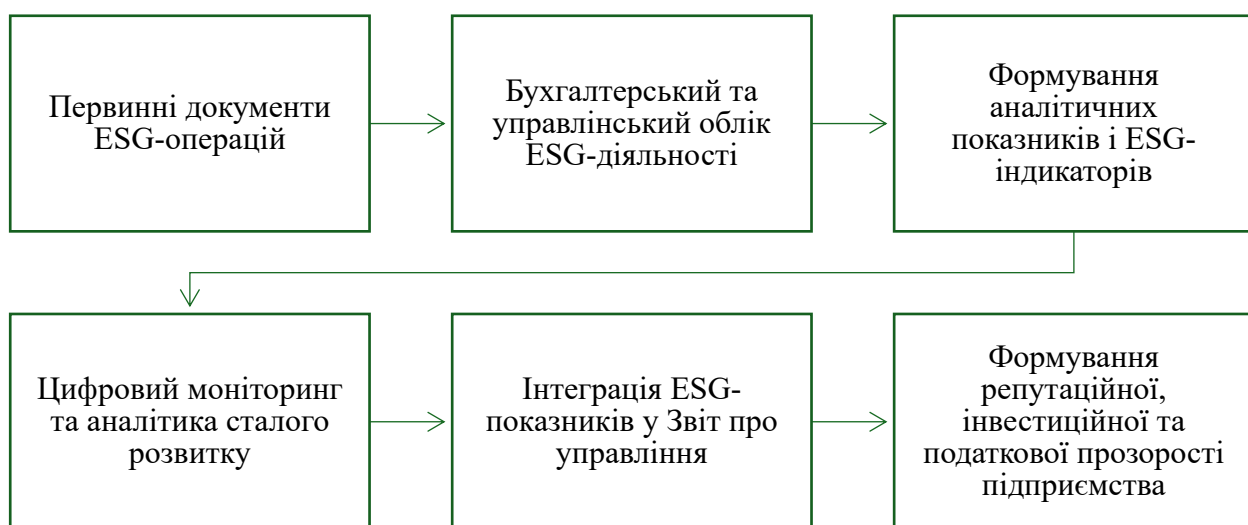 Первинні документи
ESG-операцій
Бухгалтерський та
управлінський облік
ESG-діяльності
Формування
аналітичних
показників і ESG-
індикаторів
Цифровий моніторинг
та аналітика сталого
розвитку
Інтеграція ESG-
показників у Звіт про
управління
Формування
репутаційної,
інвестиційної та
податкової прозорості
підприємства